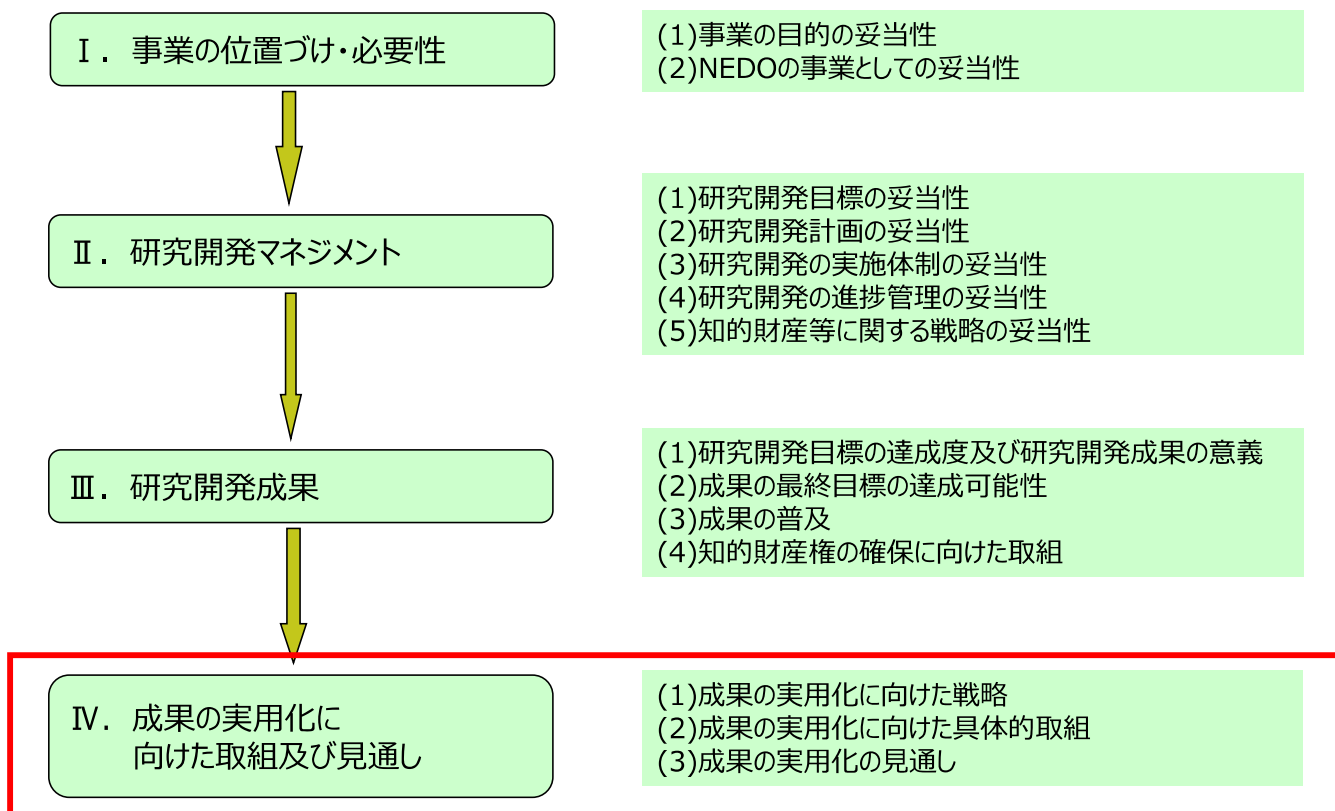 Ⅰ. 事業の位置づけ・必要性
(1)事業の目的の妥当性
(2)NEDOの事業としての妥当性
Ⅱ. 研究開発マネジメント
(1)研究開発目標の妥当性
(2)研究開発計画の妥当性
(3)研究開発の実施体制の妥当性
(4)研究開発の進捗管理の妥当性
(5)知的財産等に関する戦略の妥当性
Ⅲ. 研究開発成果
(1)研究開発目標の達成度及び研究開発成果の意義
(2)成果の最終目標の達成可能性
(3)成果の普及
(4)知的財産権の確保に向けた取組
Ⅳ. 成果の実用化に
向けた取組及び見通し
(1)成果の実用化に向けた戦略
(2)成果の実用化に向けた具体的取組
(3)成果の実用化の見通し